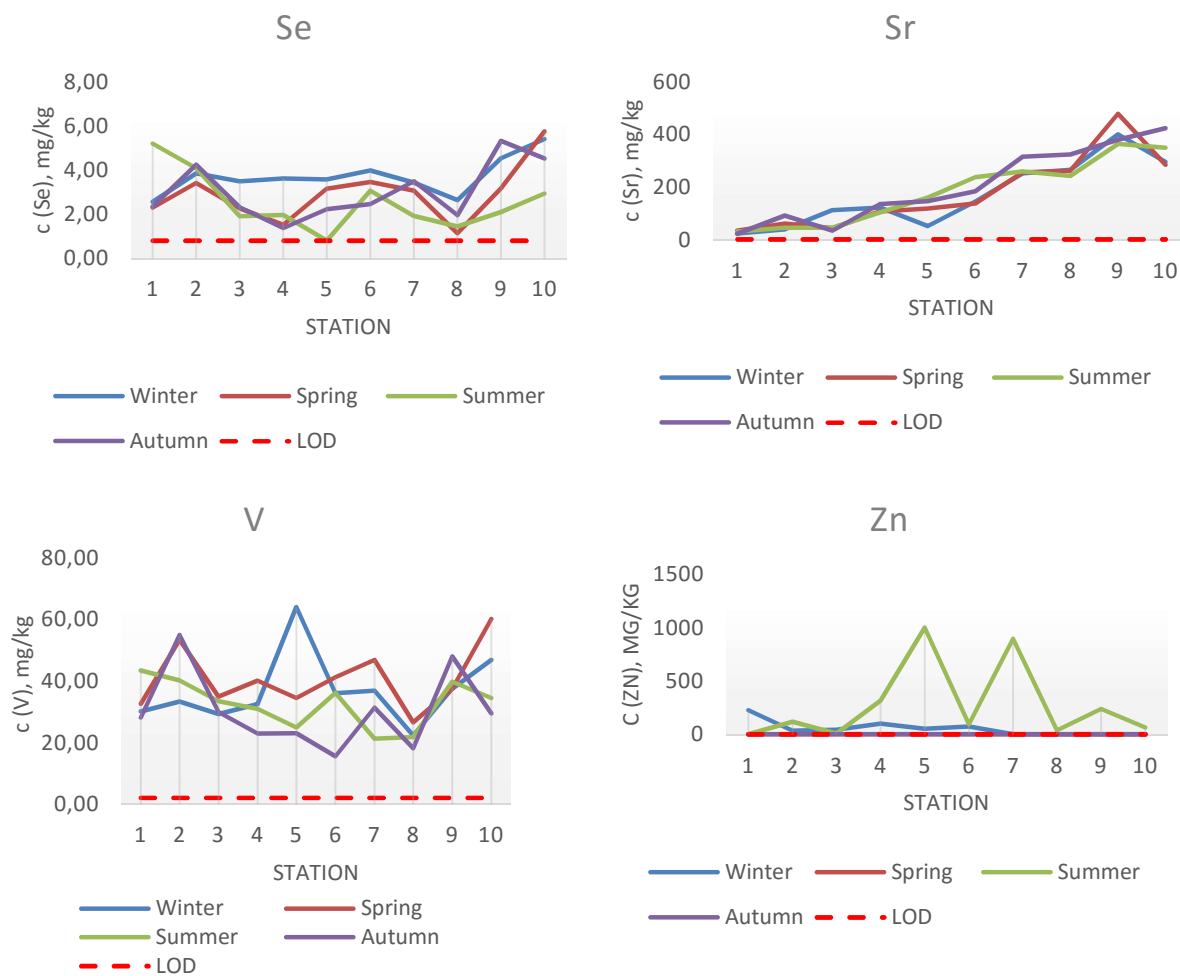 Se
8,00
6,00
4,00
2,00
0,00
c (Se), mg/kg
1 2 3 4 5 6 7 8 9 10
STATION
Winter Spring Summer
Autumn LOD
Sr
600
400
200
0
c (Sr), mg/kg
1 2 3 4 5 6 7 8 9 10
STATION
Winter Spring Summer
Autumn LOD
V
80,00
60,00
40,00
20,00
0,00
c (V), mg/kg
1 2 3 4 5 6 7 8 9 10
STATION
Winter Spring
Summer Autumn
LOD
Zn
1500
1000
500
0
C (ZN), MG/KG
1 2 3 4 5 6 7 8 9 10
STATION
Winter Spring Summer
Autumn LOD